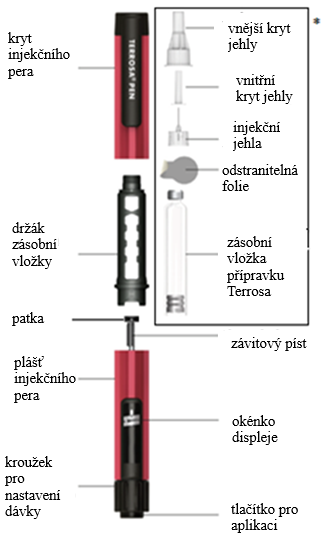 kryt
injekčního
pera
TERROSA® PEN
vnější kryt
jehly
*
vnitřní
kryt jehly
injekční
jehla
odstranitelná
folie
držák
zásobní
vložky
zásobní
vložka
přípravku
Terrosa
patka
závitový píst
plášť
injekčního
pera
okénko
displeje
kroužek
pro
nastavení
dávky
tlačítko pro
aplikaci